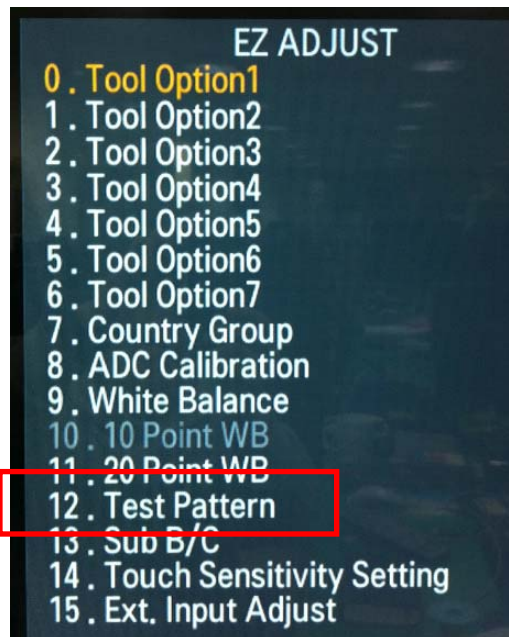 EZ ADJUST
0 . Tool Option1
1 . Tool Option2
2 . Tool Option3
3 . Tool Option4
4 . Tool Option5
5 . Tool Option6
6 . Tool Option7
7 . Country Group
8 . ADC Calibration
9 . White Balance
10 . 10 Point WB
11 . 20 Point WB
12 . Test Pattern
13 . Sub B/C
14 . Touch Sensitivity Setting
15 . Ext. Input Adjust